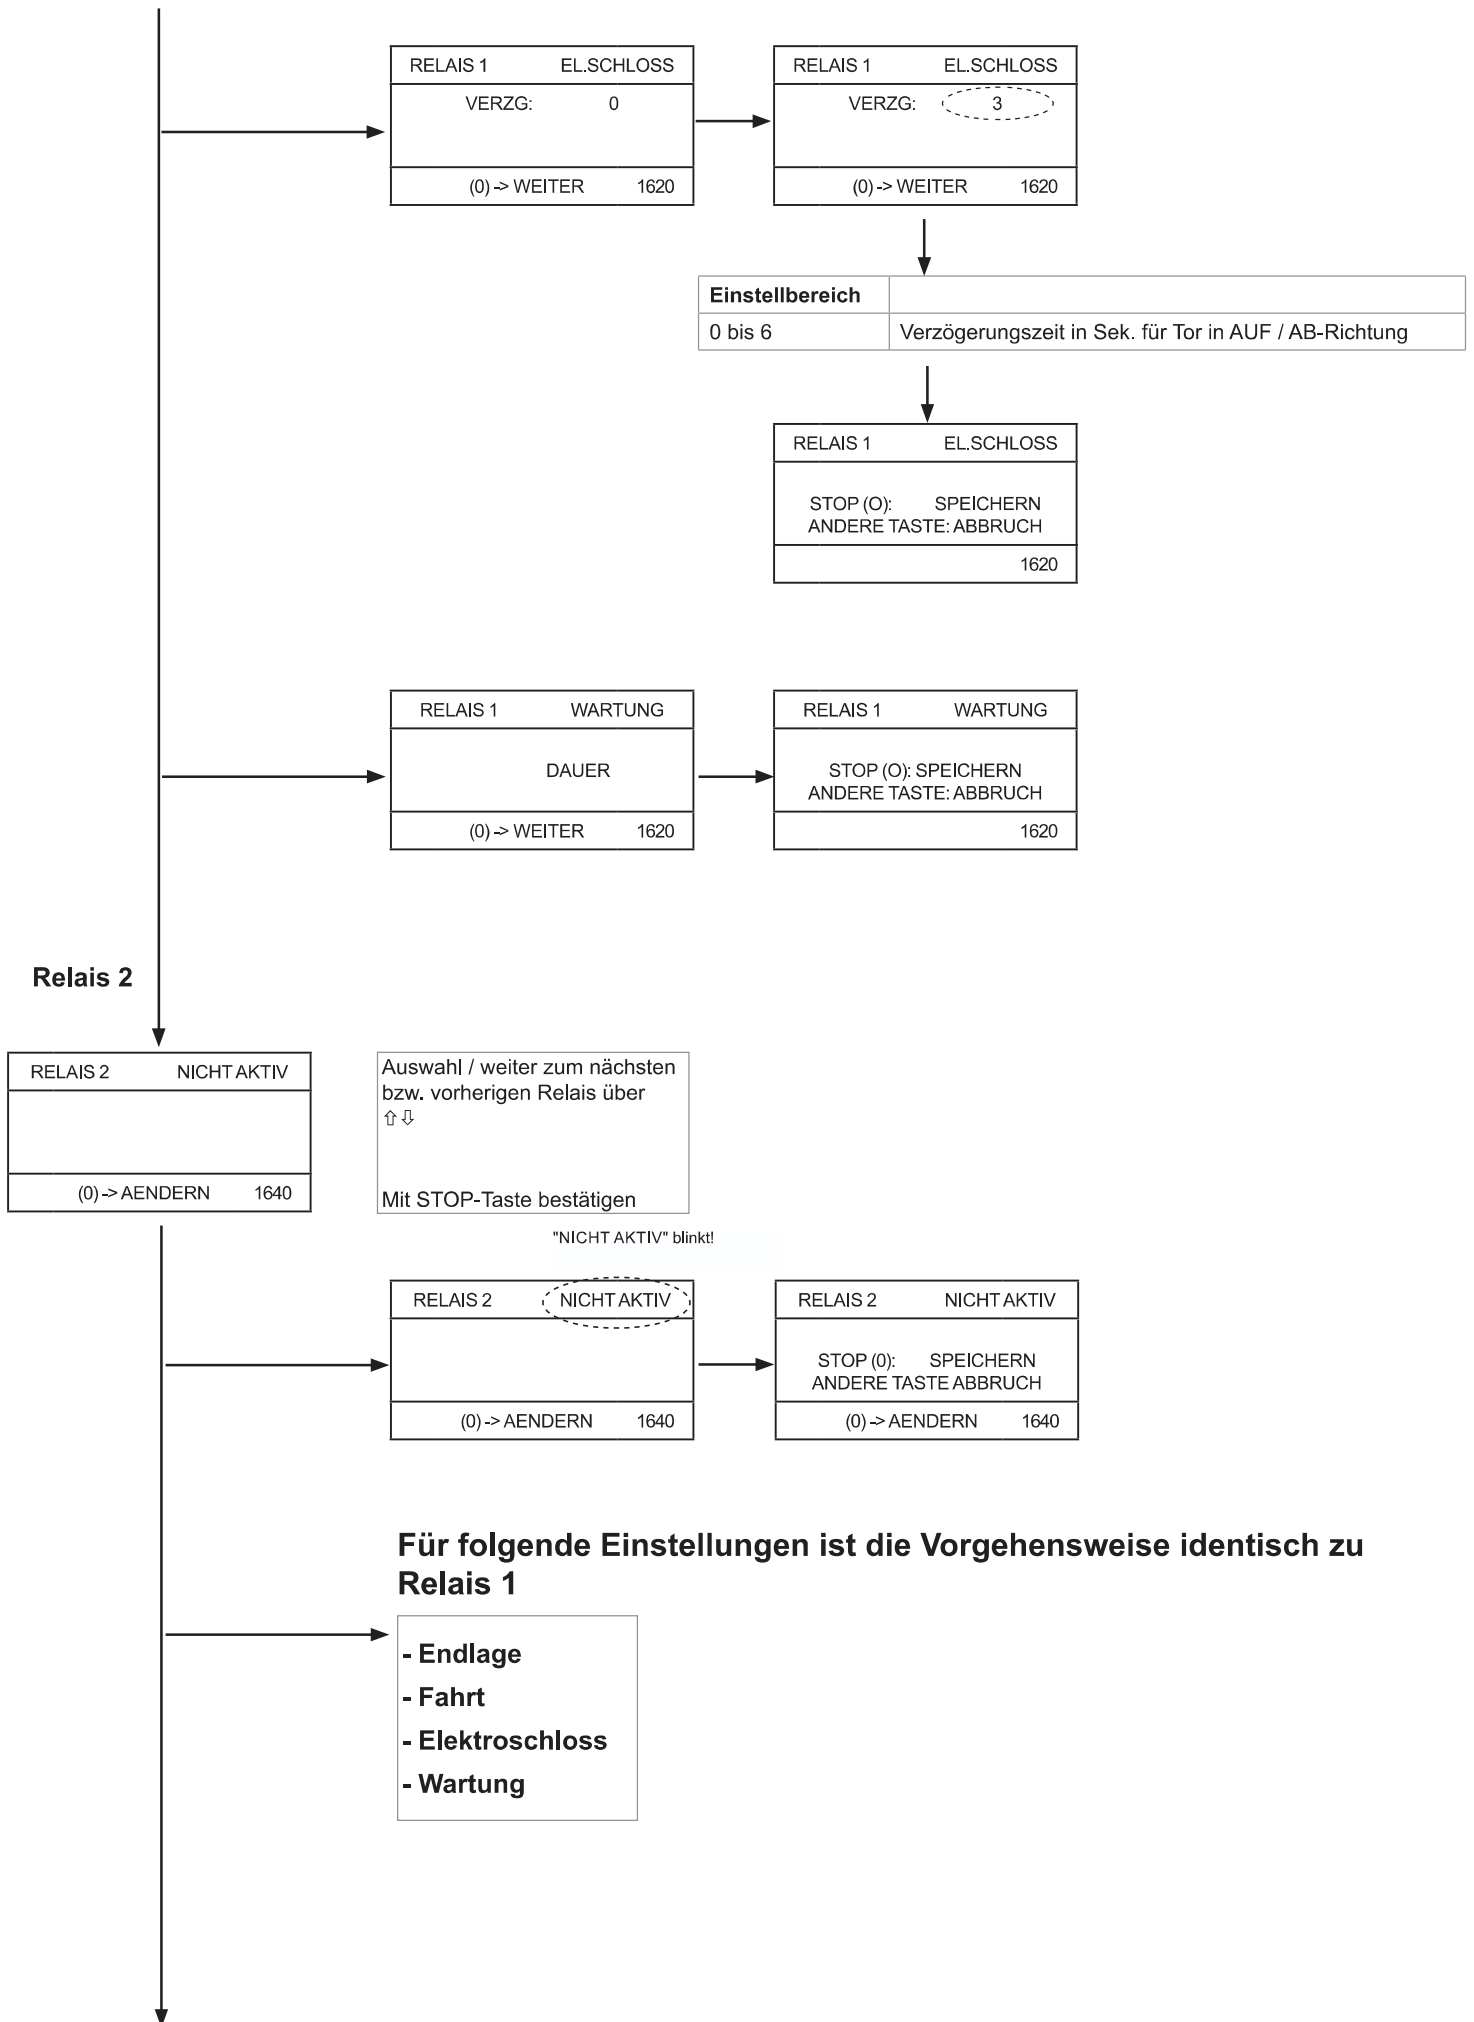 RELAIS 1 EL.SCHLOSS
VERZG: 0
(0) -> WEITER 1620
RELAIS 1 EL.SCHLOSS
VERZG: 3
(0) -> WEITER 1620
Einstellbereich
0 bis 6 Verzögerungszeit in Sek. für Tor in AUF / AB-Richtung
RELAIS 1 EL.SCHLOSS
STOP (O): SPEICHERN
ANDERE TASTE: ABBRUCH
1620
RELAIS 1 WARTUNG
DAUER
(0) -> WEITER 1620
RELAIS 1 WARTUNG
STOP (O): SPEICHERN
ANDERE TASTE: ABBRUCH
1620
Relais 2
RELAIS 2 NICHT AKTIV
(0) -> AENDERN 1640
Auswahl / weiter zum nächsten
bzw. vorherigen Relais über
⇧⇩
Mit STOP-Taste bestätigen
"NICHT AKTIV" blinkt!
RELAIS 2 NICHT AKTIV
(0) -> AENDERN 1640
RELAIS 2 NICHT AKTIV
STOP (0): SPEICHERN
ANDERE TASTE ABBRUCH
(0) -> AENDERN 1640
Für folgende Einstellungen ist die Vorgehensweise identisch zu
Relais 1
- Endlage
- Fahrt
- Elektroschloss
- Wartung